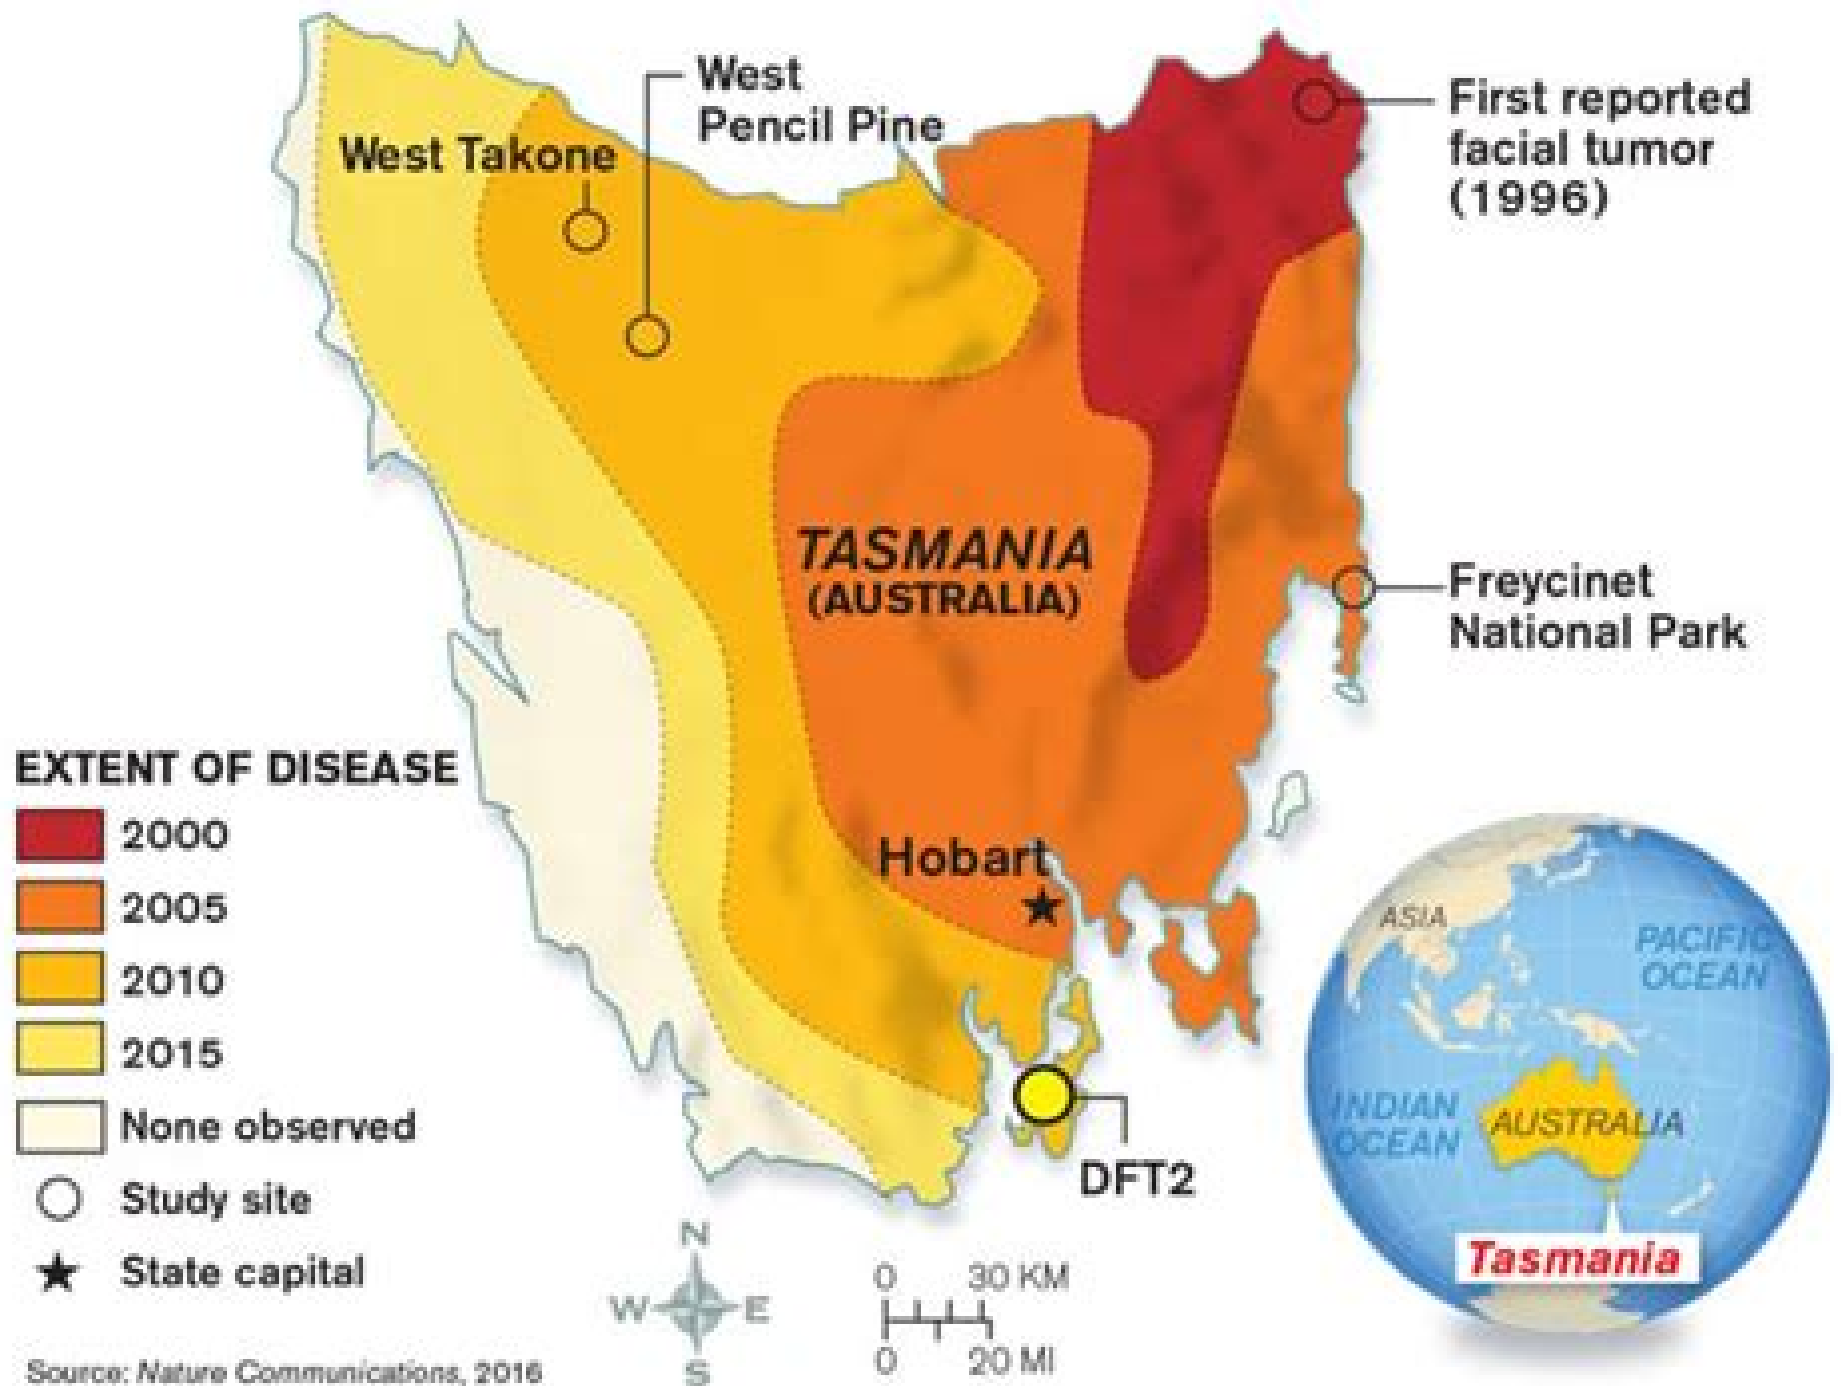 West
Pencil Pine
West Takone
First reported
facial tumor
(1996)
TASMANIA
(AUSTRALIA)
Freycinet
National Park
Hobart
DFT2
EXTENT OF DISEASE
2000
2005
2010
2015
None observed
Study site
State capital
N
W E
S
0 30 KM
0 20 MI
ASIA
PACIFIC
OCEAN
INDIAN
OCEAN
AUSTRALIA
Tasmania
Source: Nature Communications, 2016